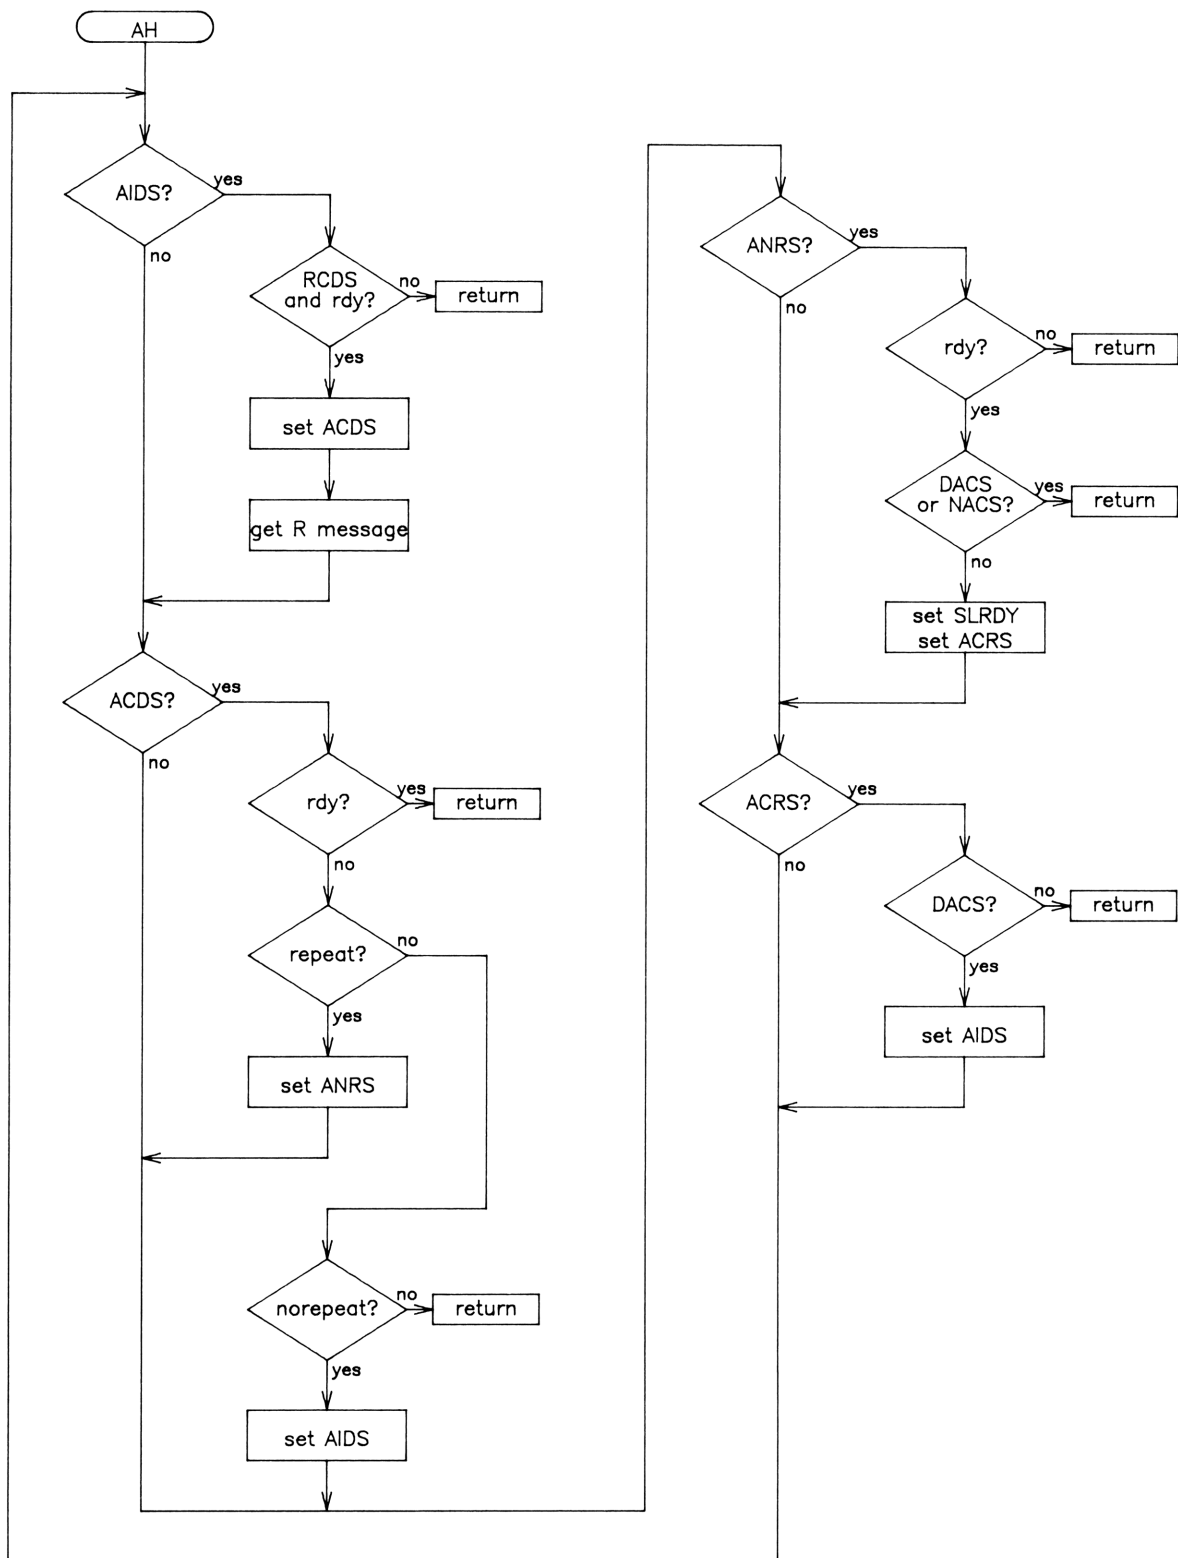 AH
AIDS?
yes
no
RCDS
and rdy?
no
return
yes
set ACDS
get R message
ACDS?
yes
no
rdy?
yes
return
no
repeat?
no
yes
set ANRS
norepeat?
no
return
yes
set AIDS
ANRS?
yes
no
rdy?
no
return
yes
DACS
or NACS?
yes
return
no
set SLRDY
set ACRS
ACRS?
yes
no
DACS?
no
return
yes
set AIDS